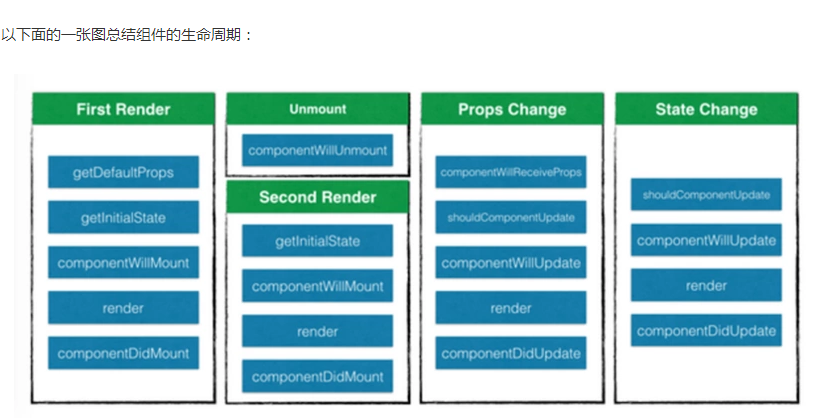 以下面的一张图总结组件的生命周期：
First Render
getDefaultProps
getInitialState
componentWillMount
render
componentDidMount
Unmount
componentWillUnmount
Second Render
getInitialState
componentWillMount
render
componentDidMount
Props Change
componentWillReceiveProps
shouldComponentUpdate
componentWillUpdate
render
componentDidUpdate
State Change
shouldComponentUpdate
componentWillUpdate
render
componentDidUpdate